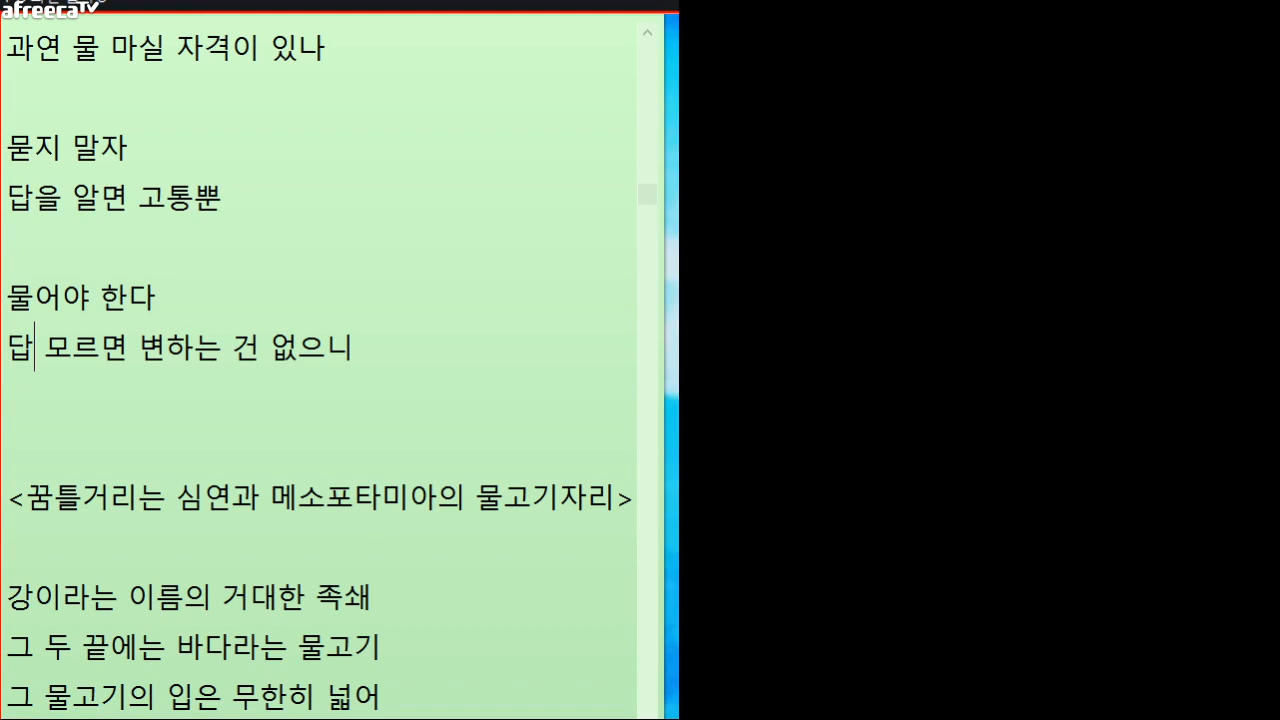 afreecaTV
과연 물 마실 자격이 있나
묻지 말자
답을 알면 고통뿐
물어야 한다
답 모르면 변하는 건 없으니
<꿈틀거리는 심연과 메소포타미아의 물고기자리>
강이라는 이름의 거대한 족쇄
그 두 끝에는 바다라는 물고기
그 물고기의 입은 무한히 넓어